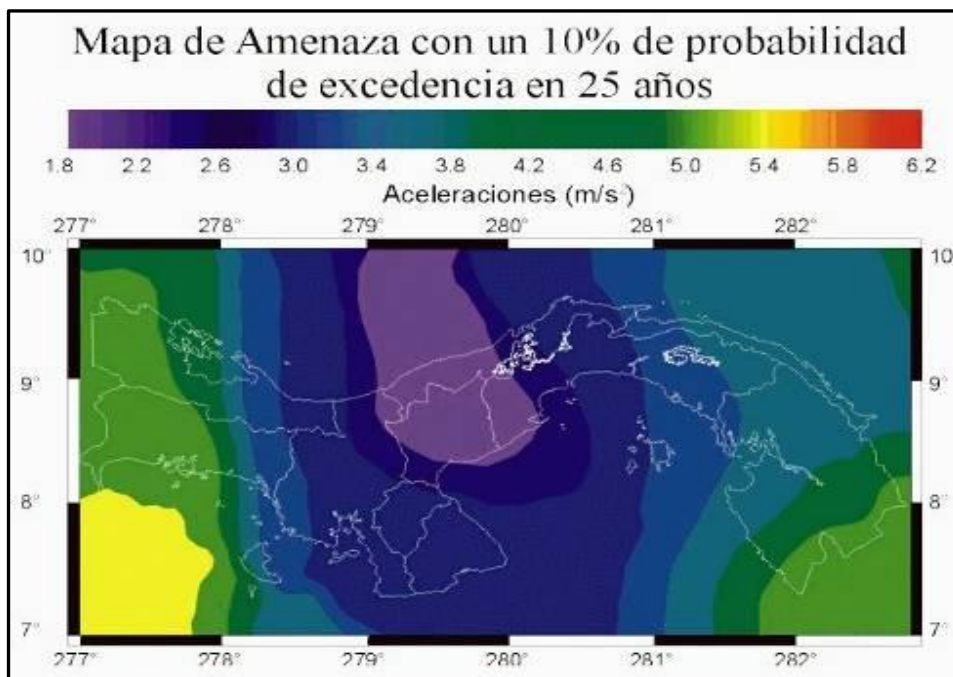 Mapa de Amenaza con un 10% de probabilidad
de excedencia en 25 años
1.8 2.2 2.6 3.0 3.4 3.8 4.2 4.6 5.0 5.4 5.8 6.2
Aceleraciones (m/s²)
277° 278° 279° 280° 281° 282°
10° 10
9° 9°
8° 8°
7° 7°
277° 278° 279° 280° 281° 282°